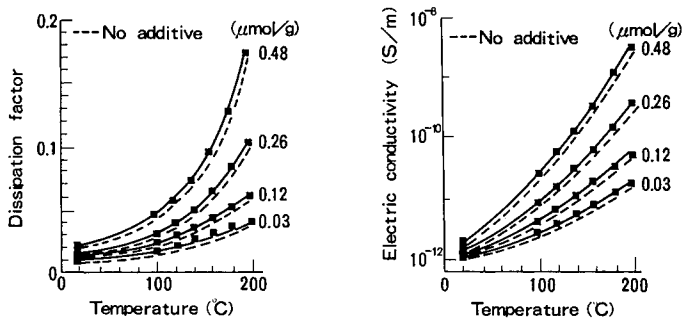 0.2
---No additive (μmol/g)
0.48
0.1
0.26
0.12
0.03
0
0 100 200
Temperature (℃)
Dissipation factor
10⁻⁸
---No additive (μmol/g)
0.48
0.26
10⁻¹⁰
0.12
0.03
10⁻¹²
0 100 200
Temperature (℃)
Electric conductivity (S/m)